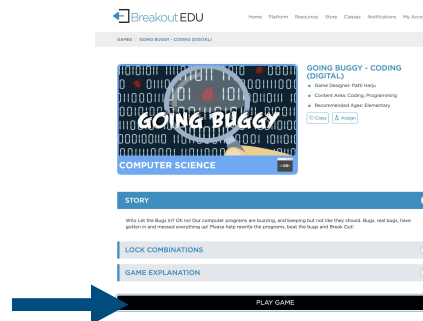 Breakout EDU
Home Platform Resources Store Classes Notifications My Acco
GAMES / GOING BUGGY - CODING (DIGITAL)
GOING BUGGY
COMPUTER SCIENCE
GOING BUGGY - CODING
(DIGITAL)
Game Designer: Patti Harju
Content Area: Coding, Programming
Recommended Ages: Elementary
Copy
Assign
STORY
Who Let the Bugs In?! Oh no! Our computer programs are buzzing, and beeping but not like they should. Bugs, real bugs, have
gotten in and messed everything up! Please help rewrite the programs, beat the bugs and Break Out!
LOCK COMBINATIONS
GAME EXPLANATION
PLAY GAME